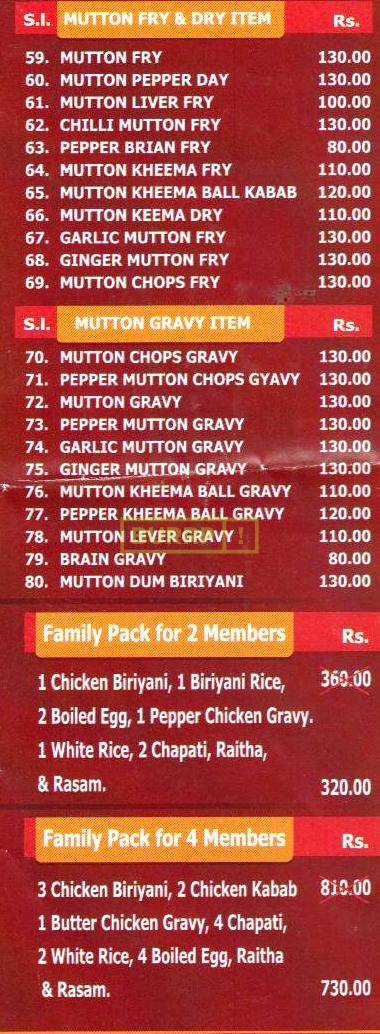 S.l. MUTTON FRY & DRY ITEM Rs.
59. MUTTON FRY 130.00
60. MUTTON PEPPER DAY 130.00
61. MUTTON LIVER FRY 100.00
62. CHILLI MUTTON FRY 130.00
63. PEPPER BRIAN FRY 80.00
64. MUTTON KHEEMA FRY 110.00
65. MUTTON KHEEMA BALL KABAB 120.00
66. MUTTON KEEMA DRY 110.00
67. GARLIC MUTTON FRY 130.00
68. GINGER MUTTON FRY 130.00
69. MUTTON CHOPS FRY 130.00
S.l. MUTTON GRAVY ITEM Rs.
70. MUTTON CHOPS GRAVY 130.00
71. PEPPER MUTTON CHOPS GYAVY 130.00
72. MUTTON GRAVY 130.00
73. PEPPER MUTTON GRAVY 130.00
74. GARLIC MUTTON GRAVY 130.00
75. GINGER MUTTON GRAVY 130.00
76. MUTTON KHEEMA BALL GRAVY 110.00
77. PEPPER KHEEMA BALL GRAVY 120.00
78. MUTTON LEVER GRAVY 110.00
79. BRAIN GRAVY 80.00
80. MUTTON DUM BIRIYANI 130.00
Family Pack for 2 Members Rs.
1 Chicken Biriyani, 1 Biriyani Rice, 360.00
2 Boiled Egg, 1 Pepper Chicken Gravy.
1 White Rice, 2 Chapati, Raitha,
& Rasam. 320.00
Family Pack for 4 Members Rs.
3 Chicken Biriyani, 2 Chicken Kabab 810.00
1 Butter Chicken Gravy, 4 Chapati,
2 White Rice, 4 Boiled Egg, Raitha
& Rasam. 730.00